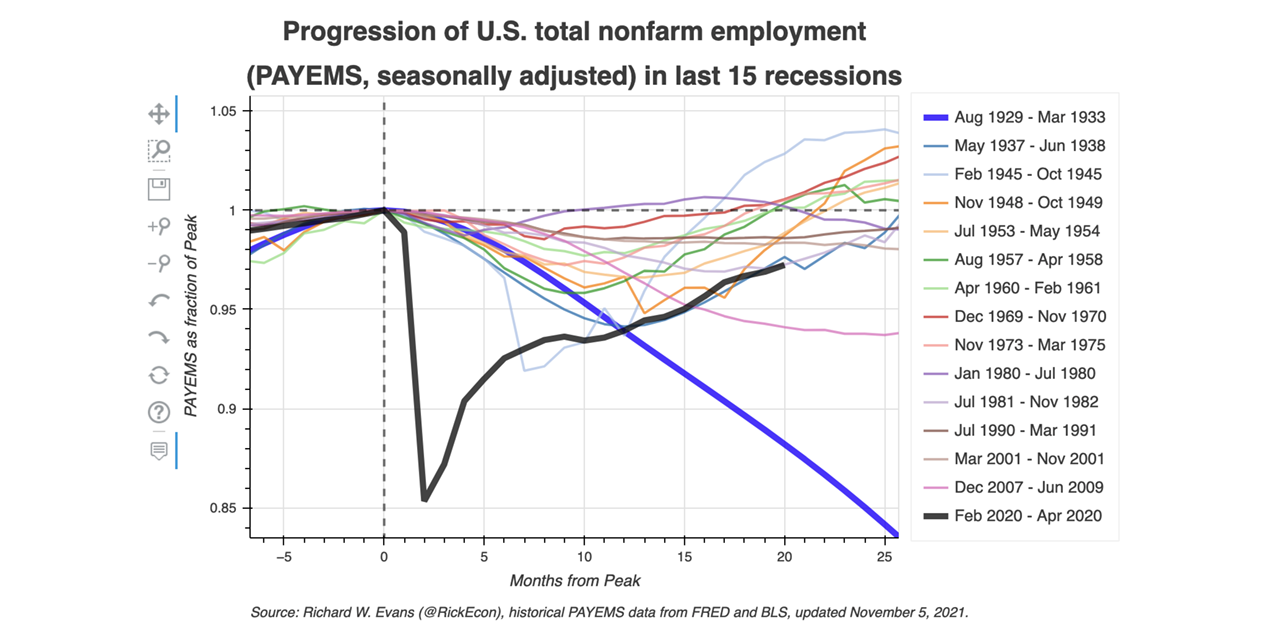 Progression of U.S. total nonfarm employment
(PAYEMS, seasonally adjusted) in last 15 recessions
PAYEMS as fraction of Peak
1.05
1
0.95
0.9
0.85
−5
0
5
10
15
20
25
Months from Peak
Aug 1929 - Mar 1933
May 1937 - Jun 1938
Feb 1945 - Oct 1945
Nov 1948 - Oct 1949
Jul 1953 - May 1954
Aug 1957 - Apr 1958
Apr 1960 - Feb 1961
Dec 1969 - Nov 1970
Nov 1973 - Mar 1975
Jan 1980 - Jul 1980
Jul 1981 - Nov 1982
Jul 1990 - Mar 1991
Mar 2001 - Nov 2001
Dec 2007 - Jun 2009
Feb 2020 - Apr 2020
Source: Richard W. Evans (@RickEcon), historical PAYEMS data from FRED and BLS, updated November 5, 2021.